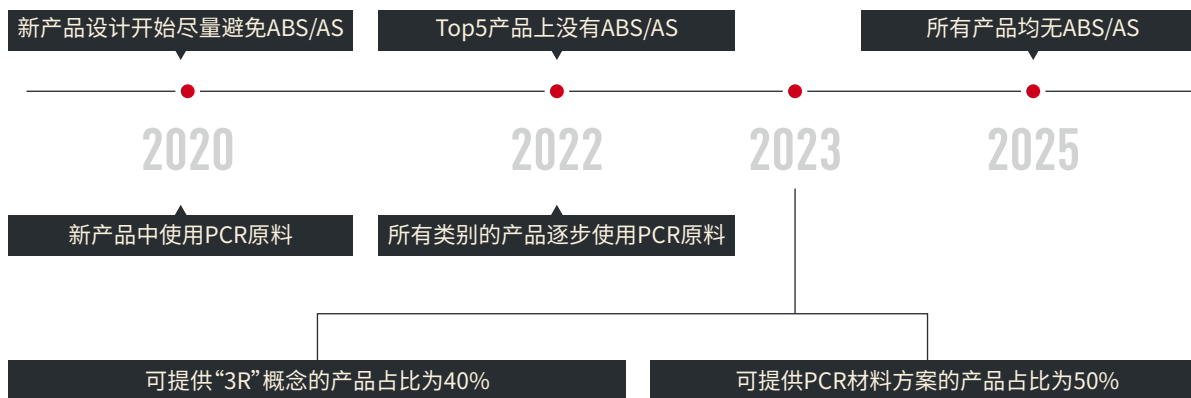 新产品设计开始尽量避免ABS/AS
Top5产品上没有ABS/AS
所有产品均无ABS/AS
2020
2022
2023
2025
新产品中使用PCR原料
所有类别的产品逐步使用PCR原料
可提供“3R”概念的产品占比为40%
可提供PCR材料方案的产品占比为50%